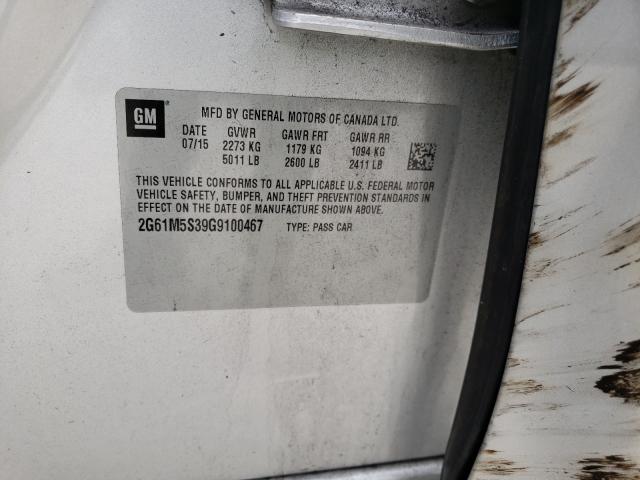 GM
MFD BY GENERAL MOTORS OF CANADA LTD.
DATE GVWR GAWR FRT GAWR RR
07/15 2273 KG 1179 KG 1094 KG
5011 LB 2600 LB 2411 LB
THIS VEHICLE CONFORMS TO ALL APPLICABLE U.S. FEDERAL MOTOR
VEHICLE SAFETY, BUMPER, AND THEFT PREVENTION STANDARDS IN
EFFECT ON THE DATE OF MANUFACTURE SHOWN ABOVE.
2G61M5S39G9100467 TYPE: PASS CAR